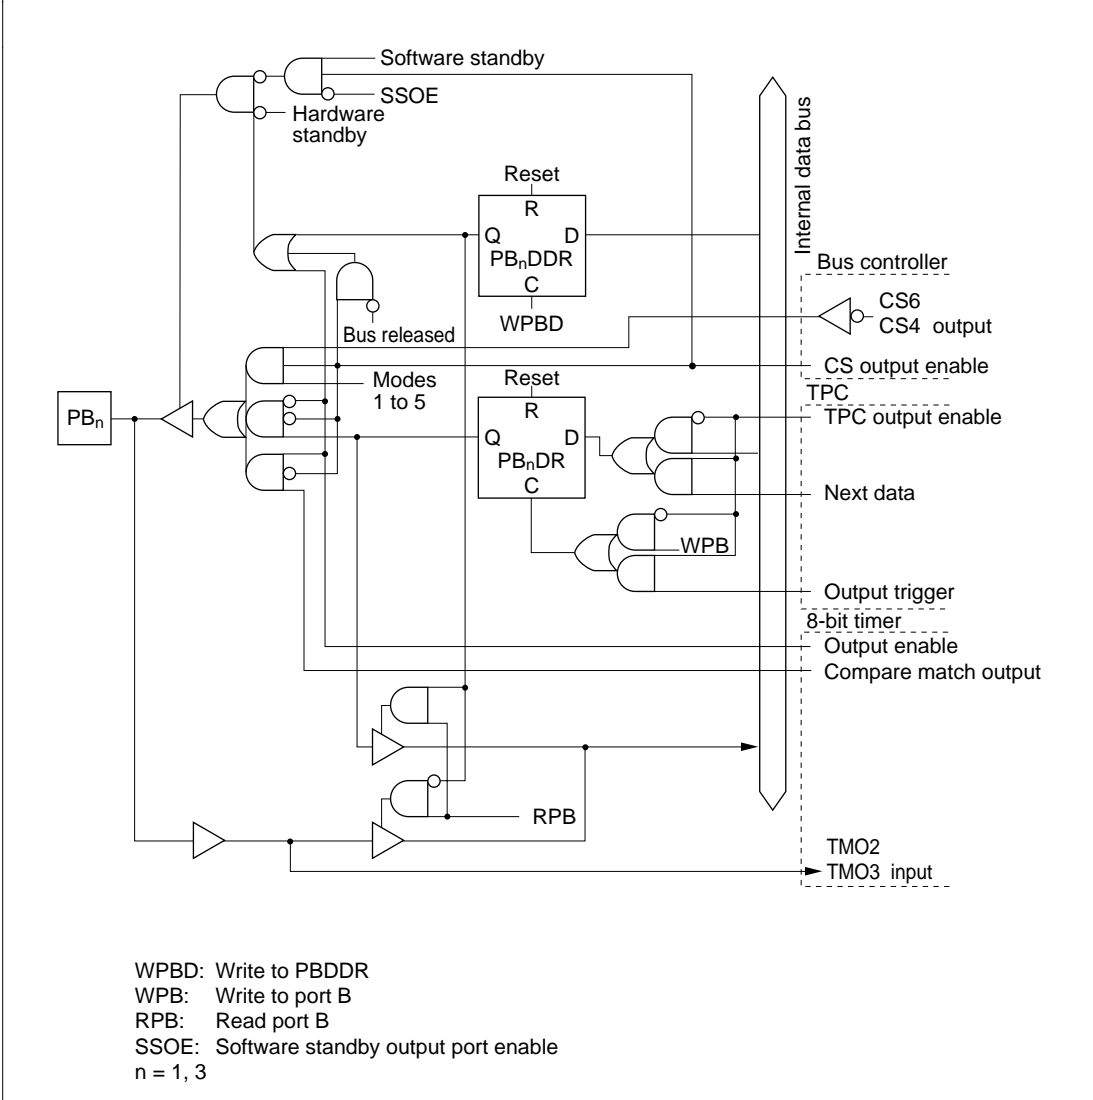 Software standby
SSOE
Hardware
standby
Internal data bus
Reset
R
Q D
PBnDDR
C
WPBD
Bus controller
CS6
CS4 output
Bus released
CS output enable
Modes
1 to 5
TPC
Reset
R
PBn
TPC output enable
Q D
PBnDR
C
Next data
WPB
Output trigger
8-bit timer
Output enable
Compare match output
RPB
TMO2
TMO3 input
WPBD: Write to PBDDR
WPB: Write to port B
RPB: Read port B
SSOE: Software standby output port enable
n = 1, 3